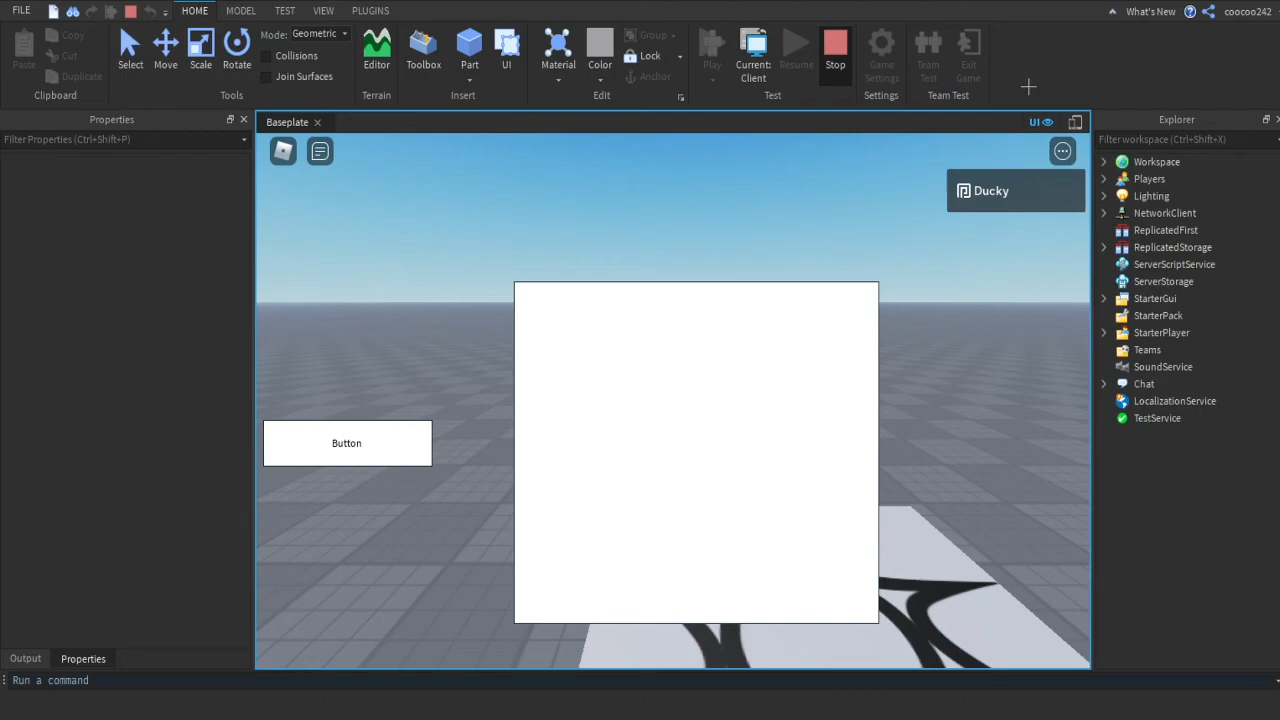 FILE HOME MODEL TEST VIEW PLUGINS What's New coocoo242
Paste Copy Cut Duplicate
Select Move Scale Rotate
Mode: Geometric
Collisions
Join Surfaces
Editor Toolbox Part UI
Material Color Group Lock Anchor
Play Current: Client Resume Stop
Game Settings
Team Test
Exit Game
Clipboard Tools Terrain Insert Edit Test Settings Team Test
Properties
Filter Properties (Ctrl+Shift+P)
Baseplate
UI
Ducky
Button
Explorer
Filter workspace (Ctrl+Shift+X)
Workspace
Players
Lighting
NetworkClient
ReplicatedFirst
ReplicatedStorage
ServerScriptService
ServerStorage
StarterGui
StarterPack
StarterPlayer
Teams
SoundService
Chat
LocalizationService
TestService
Output Properties
Run a command